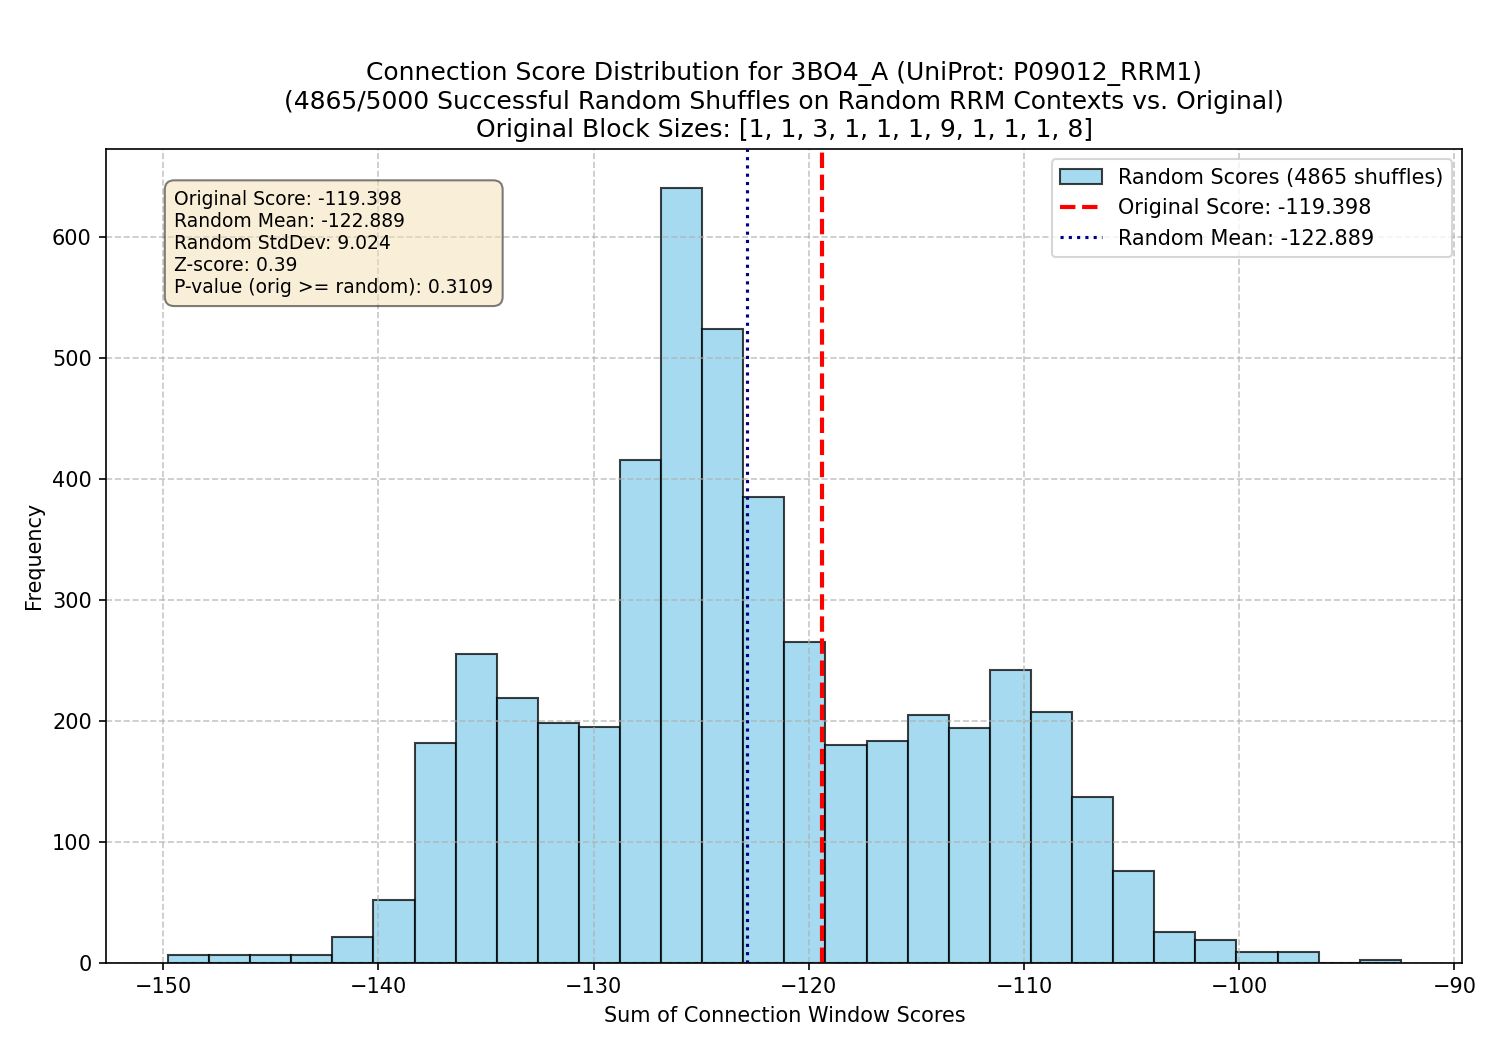 Connection Score Distribution for 3BO4_A (UniProt: P09012_RRM1)
(4865/5000 Successful Random Shuffles on Random RRM Contexts vs. Original)
Original Block Sizes: [1, 1, 3, 1, 1, 1, 9, 1, 1, 1, 8]
Original Score: -119.398
Random Mean: -122.889
Random StdDev: 9.024
Z-score: 0.39
P-value (orig >= random): 0.3109
Random Scores (4865 shuffles)
Original Score: -119.398
Random Mean: -122.889
Frequency
600
500
400
300
200
100
0
−150
−140
−130
−120
−110
−100
−90
Sum of Connection Window Scores